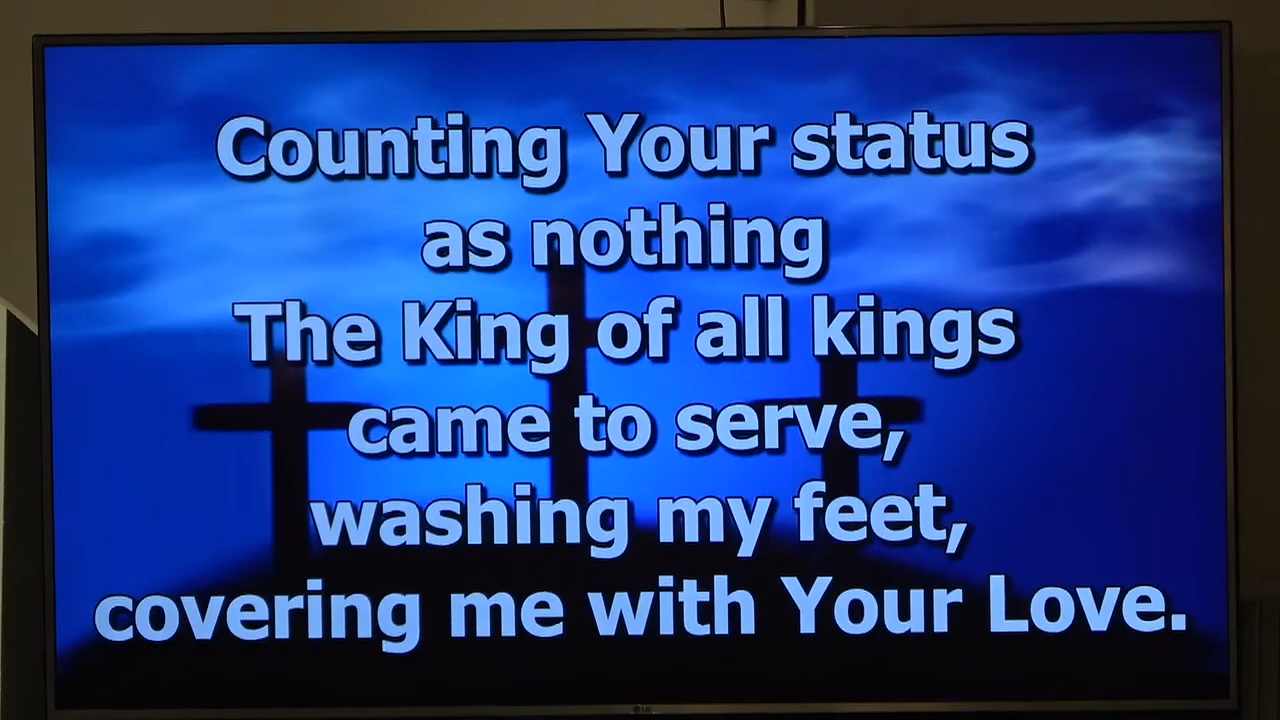 Counting Your status
as nothing
The King of all kings
came to serve,
washing my feet,
covering me with Your Love.
LG